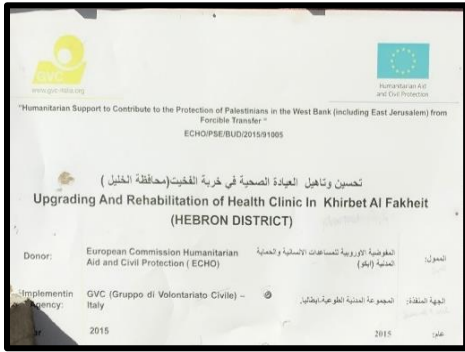 GVC
www.gvc-italia.org
Humanitarian Aid
and Civil Protection
"Humanitarian Support to Contribute to the Protection of Palestinians in the West Bank (including East Jerusalem) from
Forcible Transfer "
ECHO/PSE/BUD/2015/91005
تحسين وتاهيل العيادة الصحية في خربة الفخيت(محافظة الخليل )
Upgrading And Rehabilitation of Health Clinic In Khirbet Al Fakheit
(HEBRON DISTRICT)
Donor: European Commission Humanitarian Aid and Civil Protection ( ECHO)
الممول: المفوضية الاوروبية للمساعدات الانسانية والحماية المدنية (ايكو)
Implementin Agency: GVC (Gruppo di Volontariato Civile) – Italy
الجهة المنفذة: المجموعة المدنية الطوعية-ايطاليا.
2015
عام: 2015